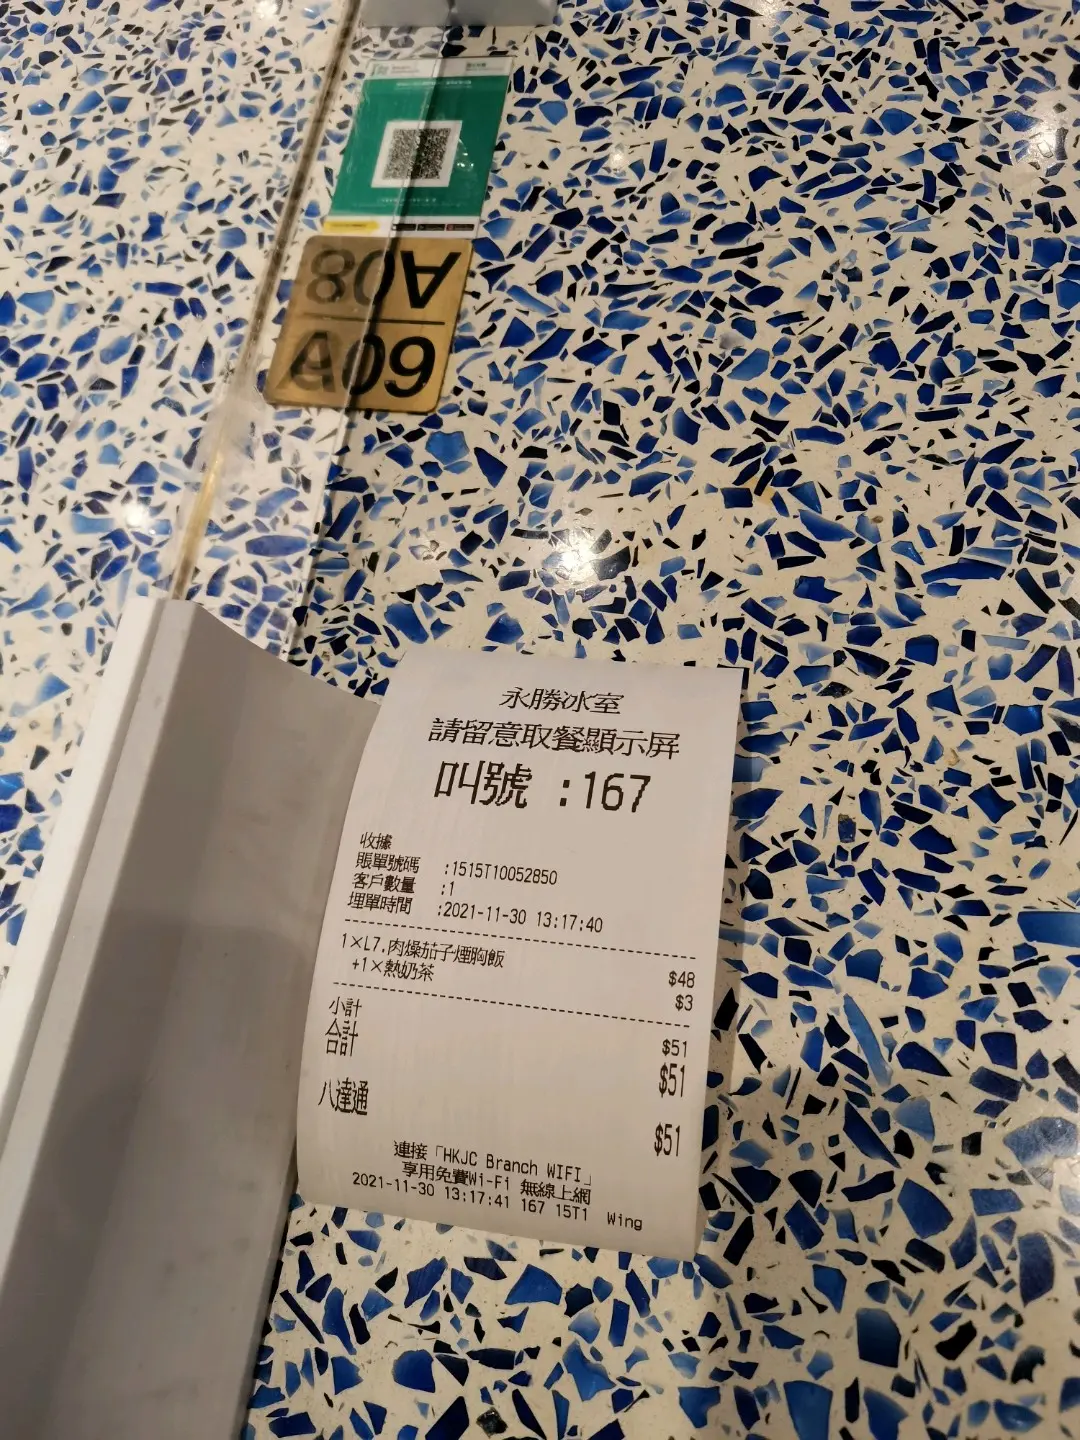 A08
A09
永勝冰室
請留意取餐顯示屏
叫號 :167
收據
賬單號碼 :1515T10052850
客戶數量 :1
埋單時間 :2021-11-30 13:17:40
1×L7.肉燥茄子煙胸飯 $48
+1×熱奶茶 $3
小計 $51
合計 $51
八達通 $51
連接「HKJC Branch WIFI」
享用免費Wi-Fi 無線上網
2021-11-30 13:17:41 167 15T1 Wing